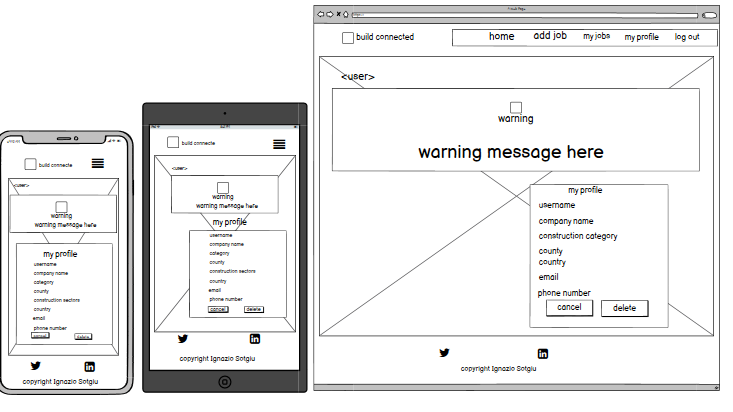 build connecte
<user>
warning
warning message here
my profile
username
company name
category
county
construction sectors
country
email
phone number
cancel
delete
copyright Ignazio Sotgiu
build connecte
<user>
warning
warning message here
my profile
username
company name
category
county
construction sectors
country
email
phone number
cancel
delete
copyright Ignazio Sotgiu
build connected
home add job my jobs my profile log out
<user>
warning
warning message here
my profile
username
company name
construction category
county
country
email
phone number
cancel delete
copyright Ignazio Sotgiu